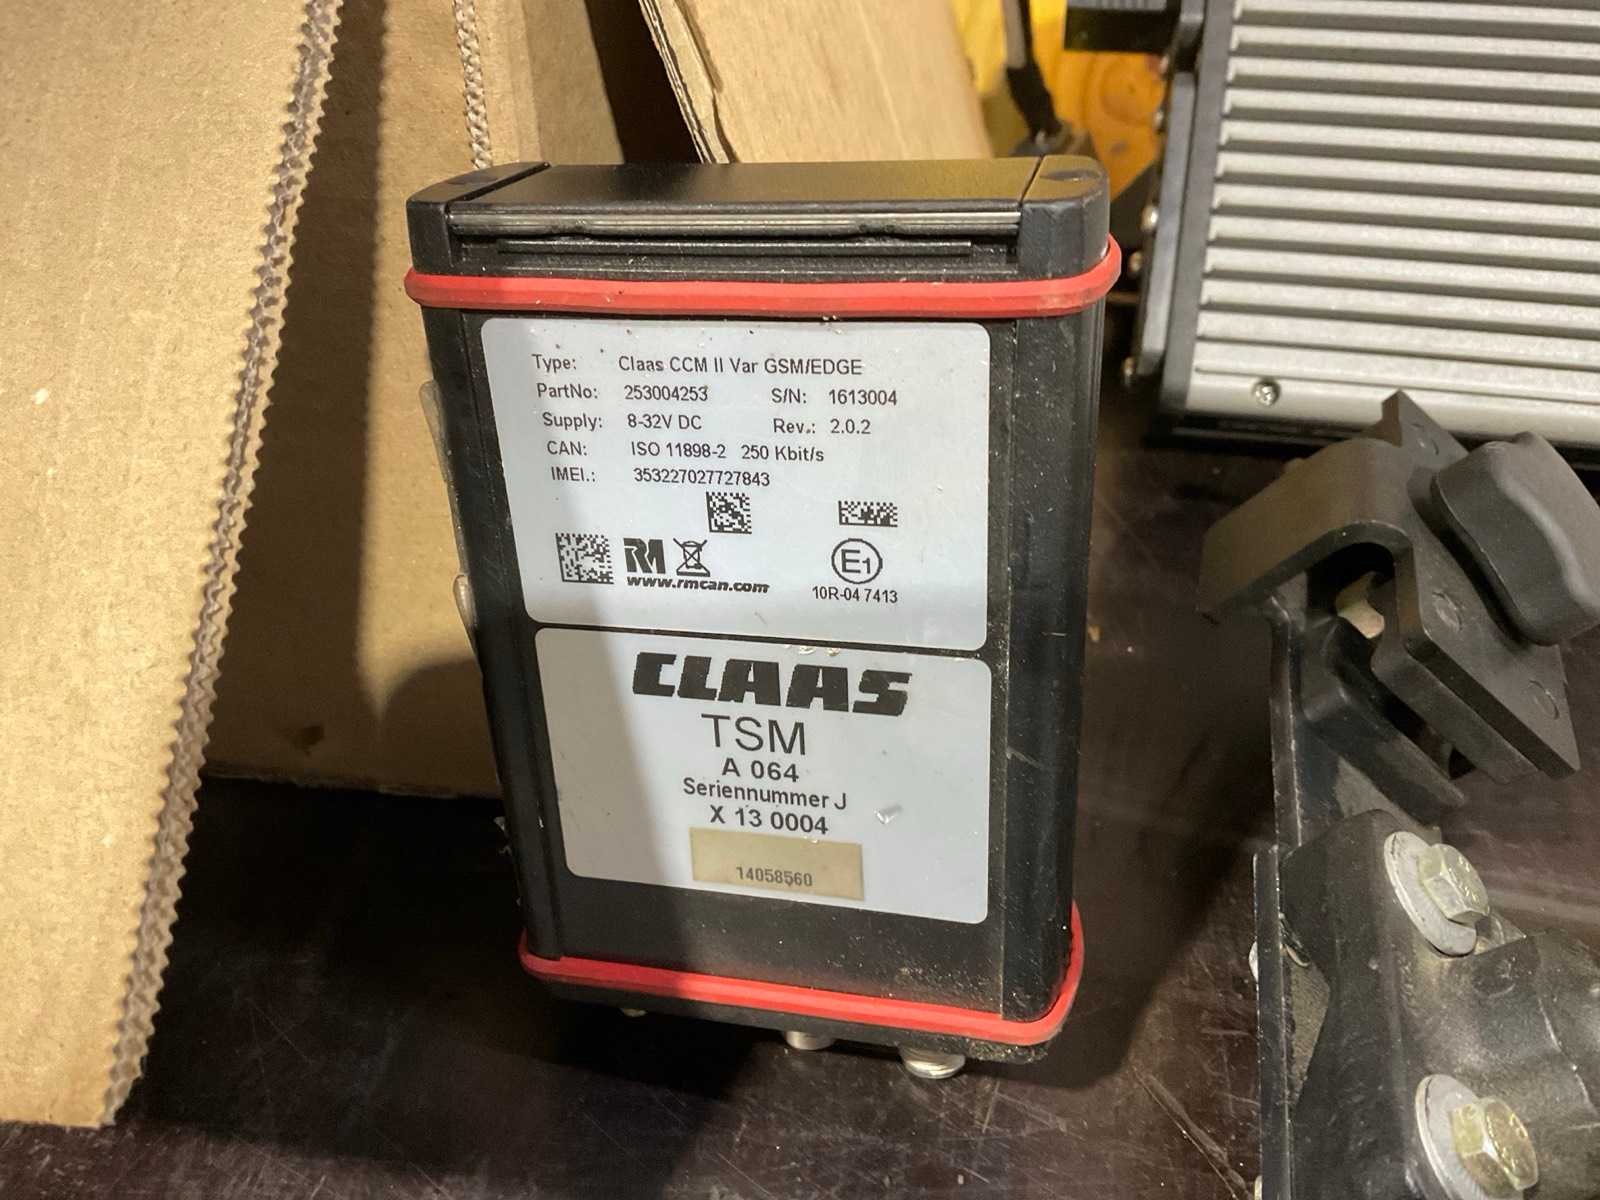 Type: Claas CCM II Var GSM/EDGE
PartNo: 253004253 S/N: 1613004
Supply: 8-32V DC Rev.: 2.0.2
CAN: ISO 11898-2 250 Kbit/s
IMEI.: 353227027727843
RM
www.rmcan.com
E1
10R-04 7413
CLAAS
TSM
A 064
Seriennummer J
X 13 0004
14058560